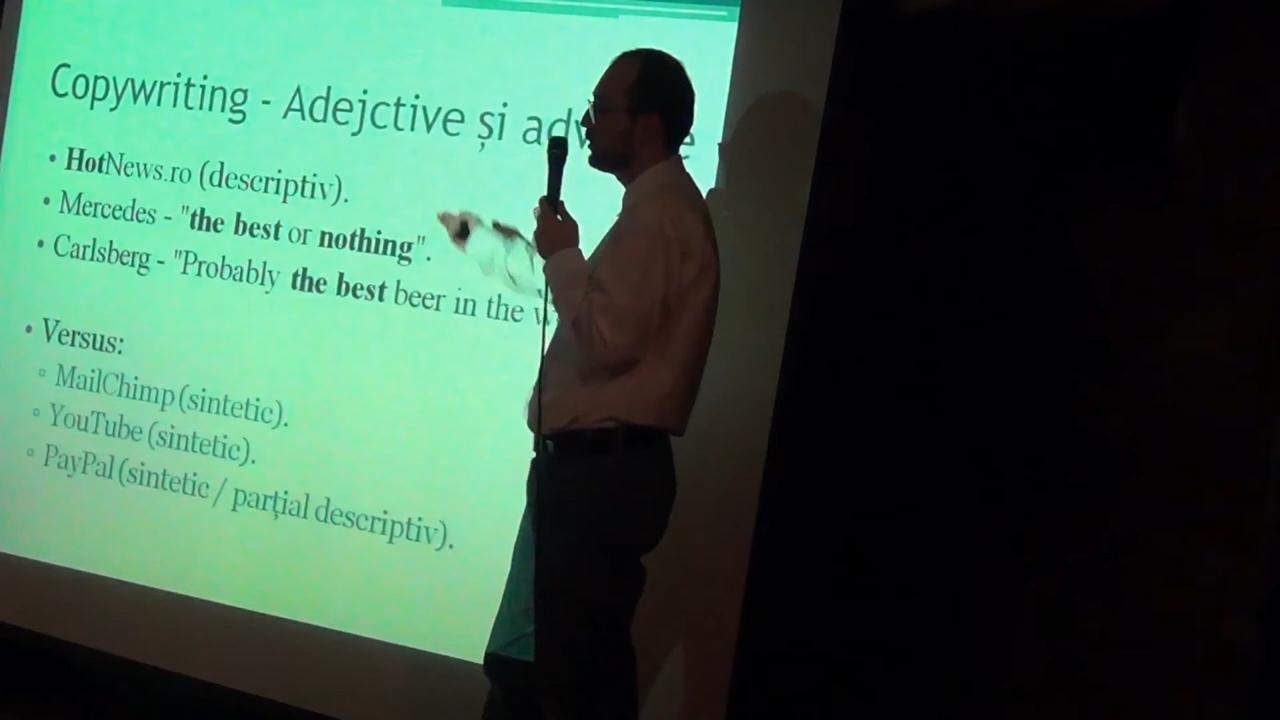 Copywriting - Adejctive și
• HotNews.ro (descriptiv).
• Mercedes - "the best or nothing".
• Carlsberg - "Probably the best beer in the
• Versus:
▫ MailChimp (sintetic).
▫ YouTube (sintetic).
▫ PayPal (sintetic / parțial descriptiv).